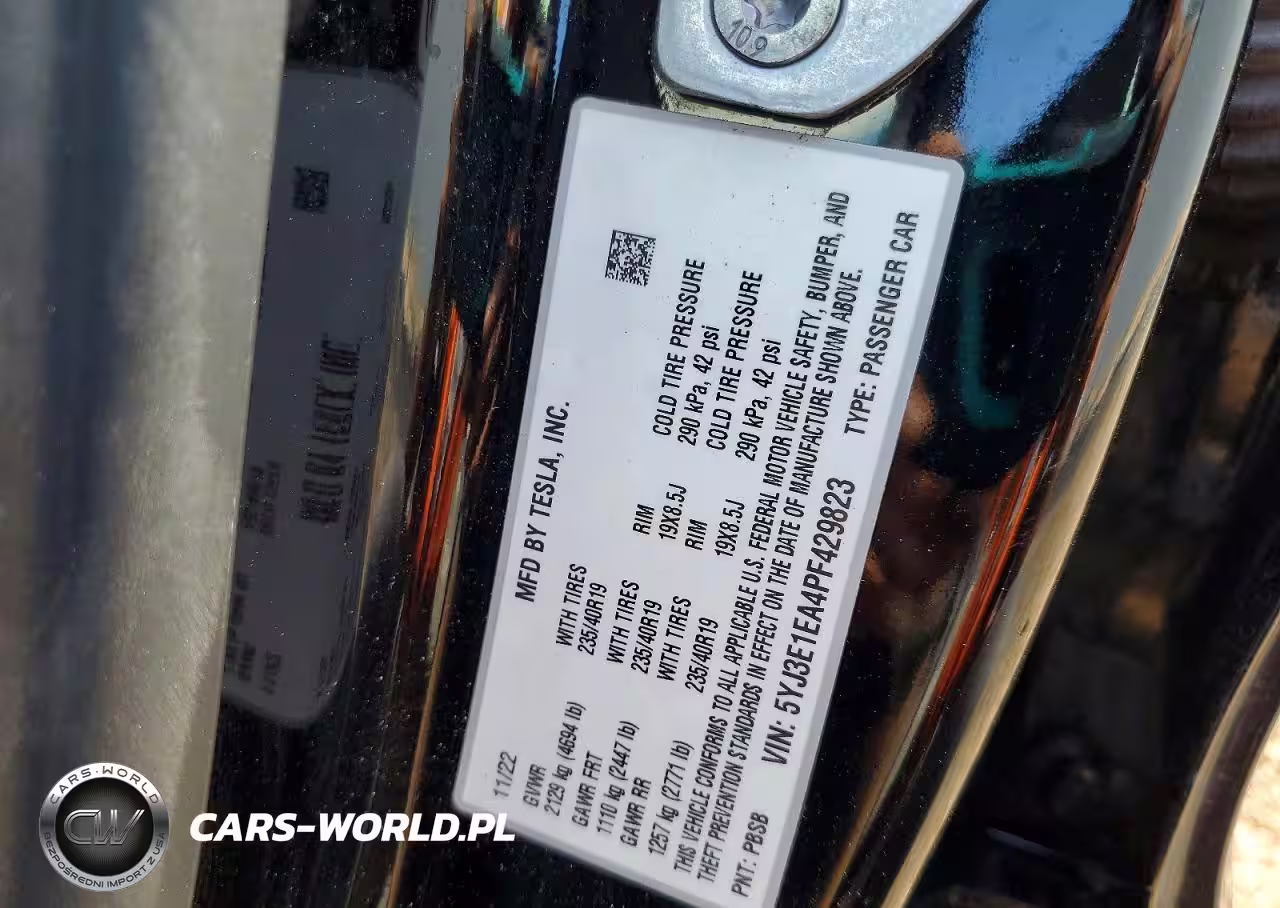 10.9
MFD BY TESLA, INC.
11/22
GVWR
2129 kg (4694 lb)
GAWR FRT
1110 kg (2447 lb)
GAWR RR
1257 kg (2771 lb)
WITH TIRES
235/40R19
WITH TIRES
235/40R19
WITH TIRES
235/40R19
RIM
19X8.5J
RIM
19X8.5J
COLD TIRE PRESSURE
290 kPa, 42 psi
COLD TIRE PRESSURE
290 kPa, 42 psi
THIS VEHICLE CONFORMS TO ALL APPLICABLE U.S. FEDERAL MOTOR VEHICLE SAFETY, BUMPER, AND
THEFT PREVENTION STANDARDS IN EFFECT ON THE DATE OF MANUFACTURE SHOWN ABOVE.
VIN: 5YJ3E1EA4PF429823 TYPE: PASSENGER CAR
PNT: PBSB
CARS-WORLD
CW
BEZPOŚREDNI IMPORT Z USA
CARS-WORLD.PL